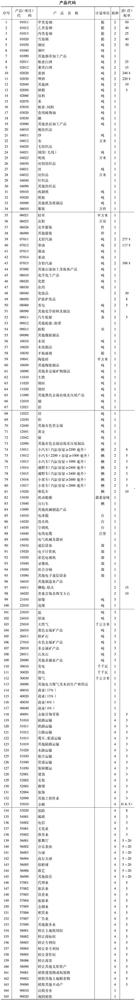 产品代码
序号 产品(项目)代码 产品名称 计量单位 税种 消(营)税率
1 01011 甲类卷烟 箱 2 50
2 01012 乙类卷烟 箱 2 40
3 01013 丙类卷烟 箱 2 25
4 01020 雪茄烟 箱 2 40
5 01030 烟丝 吨 2 30
6 01040 烟叶 吨 1
7 01090 其他烟草加工产品 吨 1
8 02011 粮食白酒 吨 2 25
9 02012 薯类白酒 吨 2 15
10 02020 黄酒 吨 2 240¥
11 02030 啤酒 吨 2 220¥
12 02040 其他酒 吨 2 10
13 02050 酒精 吨 2 5
14 02060 饮料 吨 1
15 02070 茶 吨 1
16 03010 粮食、饲料 吨 1
17 03020 食用植物油 吨 1
18 03030 糖 吨 1
19 03090 其他食品加工产品 吨 1
20 04010 棉纺织品 1
21 04011 纱 吨 1
22 04012 布 万米 1
23 04020 毛纺织品 1
24 04021 绒线(毛线) 吨 1
25 04022 呢绒 万米 1
26 04030 丝绢纺织品 1
27 04031 丝 吨 1
28 04032 丝织品 万米 1
29 04040 针织品 1
30 04090 其他纺织品 1
31 05010 机制纸 吨 1
32 05020 纸板 吨 1
33 05090 其他纸及纸制品 吨 1
34 06010 服装 万件 1
35 06021 轻革 平方米 1
36 06025 皮鞋 万双 1
37 06026 皮革服装 件 1
38 06090 其他服装 件 1
39 07011 无铅汽油 吨 2 277¥
40 07012 柴油 吨 2 117¥
41 07013 煤油 吨 1
42 07014 重油 吨 1
43 07015 含铅汽油 吨 2 388¥
44 07090 其他石油加工及炼焦产品 吨 1
45 08010 化学化工产品 吨 1
46 08020 化肥 吨 1
47 08030 农药 吨 1
48 08040 化妆品 2 30
49 08050 护肤护发品 2 8
50 08060 香皂 吨 2 5
51 08090 其他化学原料及制品 吨 1
52 09011 汽车轮胎 条 2 5
53 09012 其他轮胎、垫带 1
54 09013 胶鞋 双 1
55 09090 其他橡胶制品 1
56 10010 水泥 吨 1
57 10020 水泥制品 吨 1
58 10030 平板玻璃 箱 1
59 10041 陶瓷砖 平方米 1
60 10049 其他陶瓷制品 吨 1
61 10090 其他非金属矿物制品 吨 1
62 11010 生铁 吨 1
63 11020 钢坯 吨 1
64 11030 钢材 吨 1
65 11090 其他黑色金属冶炼及压延产品 吨 1
66 12010 铜 吨 1
67 12021 铅 吨 1
68 12022 锌 吨 1
69 12030 铝 吨 1
70 12040 其他有色贵金属 吨 1
71 12041 黄金 吨 1
72 12042 银 吨 1
73 12090 其他有色金属冶炼及压延制品 吨 1
74 13011 小汽车(汽缸容量≥2200毫升) 辆 2 8
75 13012 小汽车(2200>容量≥1000毫升) 辆 2 5
76 13013 小汽车(汽缸容量<1000毫升) 辆 2 3
77 13014 越野车(汽缸容量≥2400毫升) 辆 2 5
78 13015 越野车(汽缸容量<2400毫升) 辆 2 3
79 13016 小客车(汽缸容量≥2000毫升) 辆 2 3
80 13017 小客车(汽缸容量<2000毫升) 辆 2 3
81 13020 摩托车 辆 2 10
82 13030 机动船舶 载重量吨 1
83 13040 自行车 辆 1
84 13090 其他机械制造产品 1
85 14010 电冰箱 台 1
86 14020 洗衣机 台 1
87 14030 空调机 台 1
88 14040 电线电缆 公里 1
89 14050 电气机械及器材 1
90 15010 通信设备 部 1
91 15020 电子计算机 部 1
92 15030 彩色电视机 部 1
93 15040 录像机 部 1
94 15050 组合音响 部 1
95 15090 其他电子通信设备 部 1
96 16010 其他制造业产品 1
97 16011 鞭炮、焰火 2 15
98 16020 贵重首饰及珠宝玉石 2 10
99 21010 原煤 吨 3
100 22010 洗煤 吨 1
101 23010 盐 吨 3
102 24010 原油 吨 3
103 25010 天然气 千立方米 1
104 26010 黑色金属矿产品 吨 3
105 26011 铁矿石 吨 3
106 27010 有色金属矿产品 吨 3
107 28010 非金属矿产品 吨 3
108 28011 石灰石 吨 3
109 29090 其他采掘业产品 吨 3
110 30010 发电 千千瓦 1
111 30020 供电 千千瓦 1
112 30030 煤气 千立方米 1
113 30090 其他电力煤气及水的生产和供应 1
114 40010 商业(17%) 1
115 40020 商业(13%) 1
116 40030 商业(6%) 1
117 40040 商业(4%) 1
118 40091 金银首饰零售 2 5
119 51010 陆路运输 4 3
120 51011 铁路运输 4 3
121 51012 公路运输 4 3
122 51013 缆车、索道运输 4 3
123 51019 其他陆路运输 4 3
124 51020 水路运输 4 3
125 51030 航空运输 4 3
126 51040 管道运输 4 3
127 51050 装卸搬运 4 3
128 52001 建筑 4 3
129 52002 安装 4 3
130 52003 修缮 4 3
131 52004 装饰 4 3
132 52090 其他工程作业 4 3
133 53010 金融 4 8(6.5)
134 53020 保险 4 8
135 54001 邮政 4 3
136 54002 电信 4 3
137 55001 文化业 4 3
138 55002 体育业 4 3
139 56001 歌舞厅 4 5~20
140 56002 音乐茶座 4 5~20
141 56003 台球 4 5~20
142 56004 高尔夫球 4 5~20
143 56005 保龄球 4 5~20
144 56006 游艺 4 5~20
145 56090 其他娱乐 4 5~20
146 57001 代理业 4 5
147 57002 旅店业 4 5
148 57003 饮食业 4 5
149 57004 旅游业 4 5
150 57005 仓储业 4 5
151 57006 租赁业 4 5
152 57007 广告业 4 5
153 57090 其他服务业 4 5
154 58001 转让土地使用权 4 5
155 58002 转让商标权 4 5
156 58003 转让专利权 4 5
157 58004 转让非专利权 4 5
158 58005 转让著作权 4 5
159 58006 转让商誉 4 5
160 58090 转让其他无形资产 4 5
161 59001 销售建筑物或构筑物 4 5
162 59002 销售其他土地附着物 4 5
163 59090 销售其他不动产 4 5
164 90010 应税劳务 1
165 90020 视同销售 1